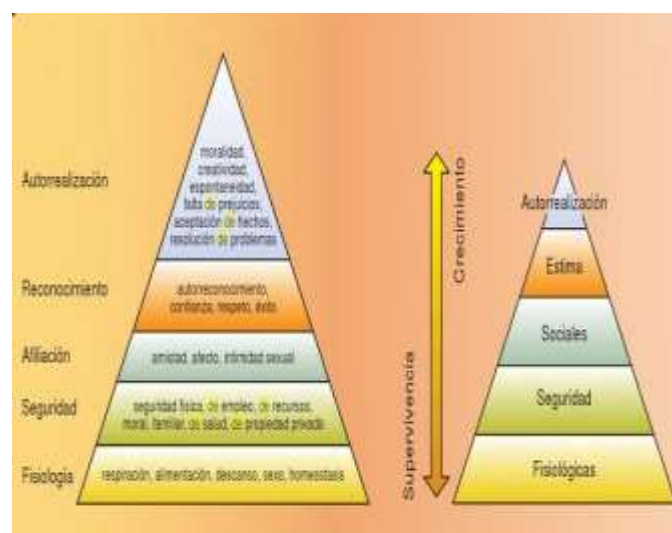 Autorrealización
moralidad,
creatividad,
espontaneidad,
falta de prejuicios,
aceptación de hechos,
resolución de problemas
Reconocimiento
autorreconocimiento,
confianza, respeto, éxito
Afiliación
amistad, afecto, intimidad sexual
Seguridad
seguridad física, de empleo, de recursos,
moral, familiar, de salud, de propiedad privada
Fisiología
respiración, alimentación, descanso, sexo, homeostasis
Crecimiento
Supervivencia
Autorrealización
Estima
Sociales
Seguridad
Fisiológicas